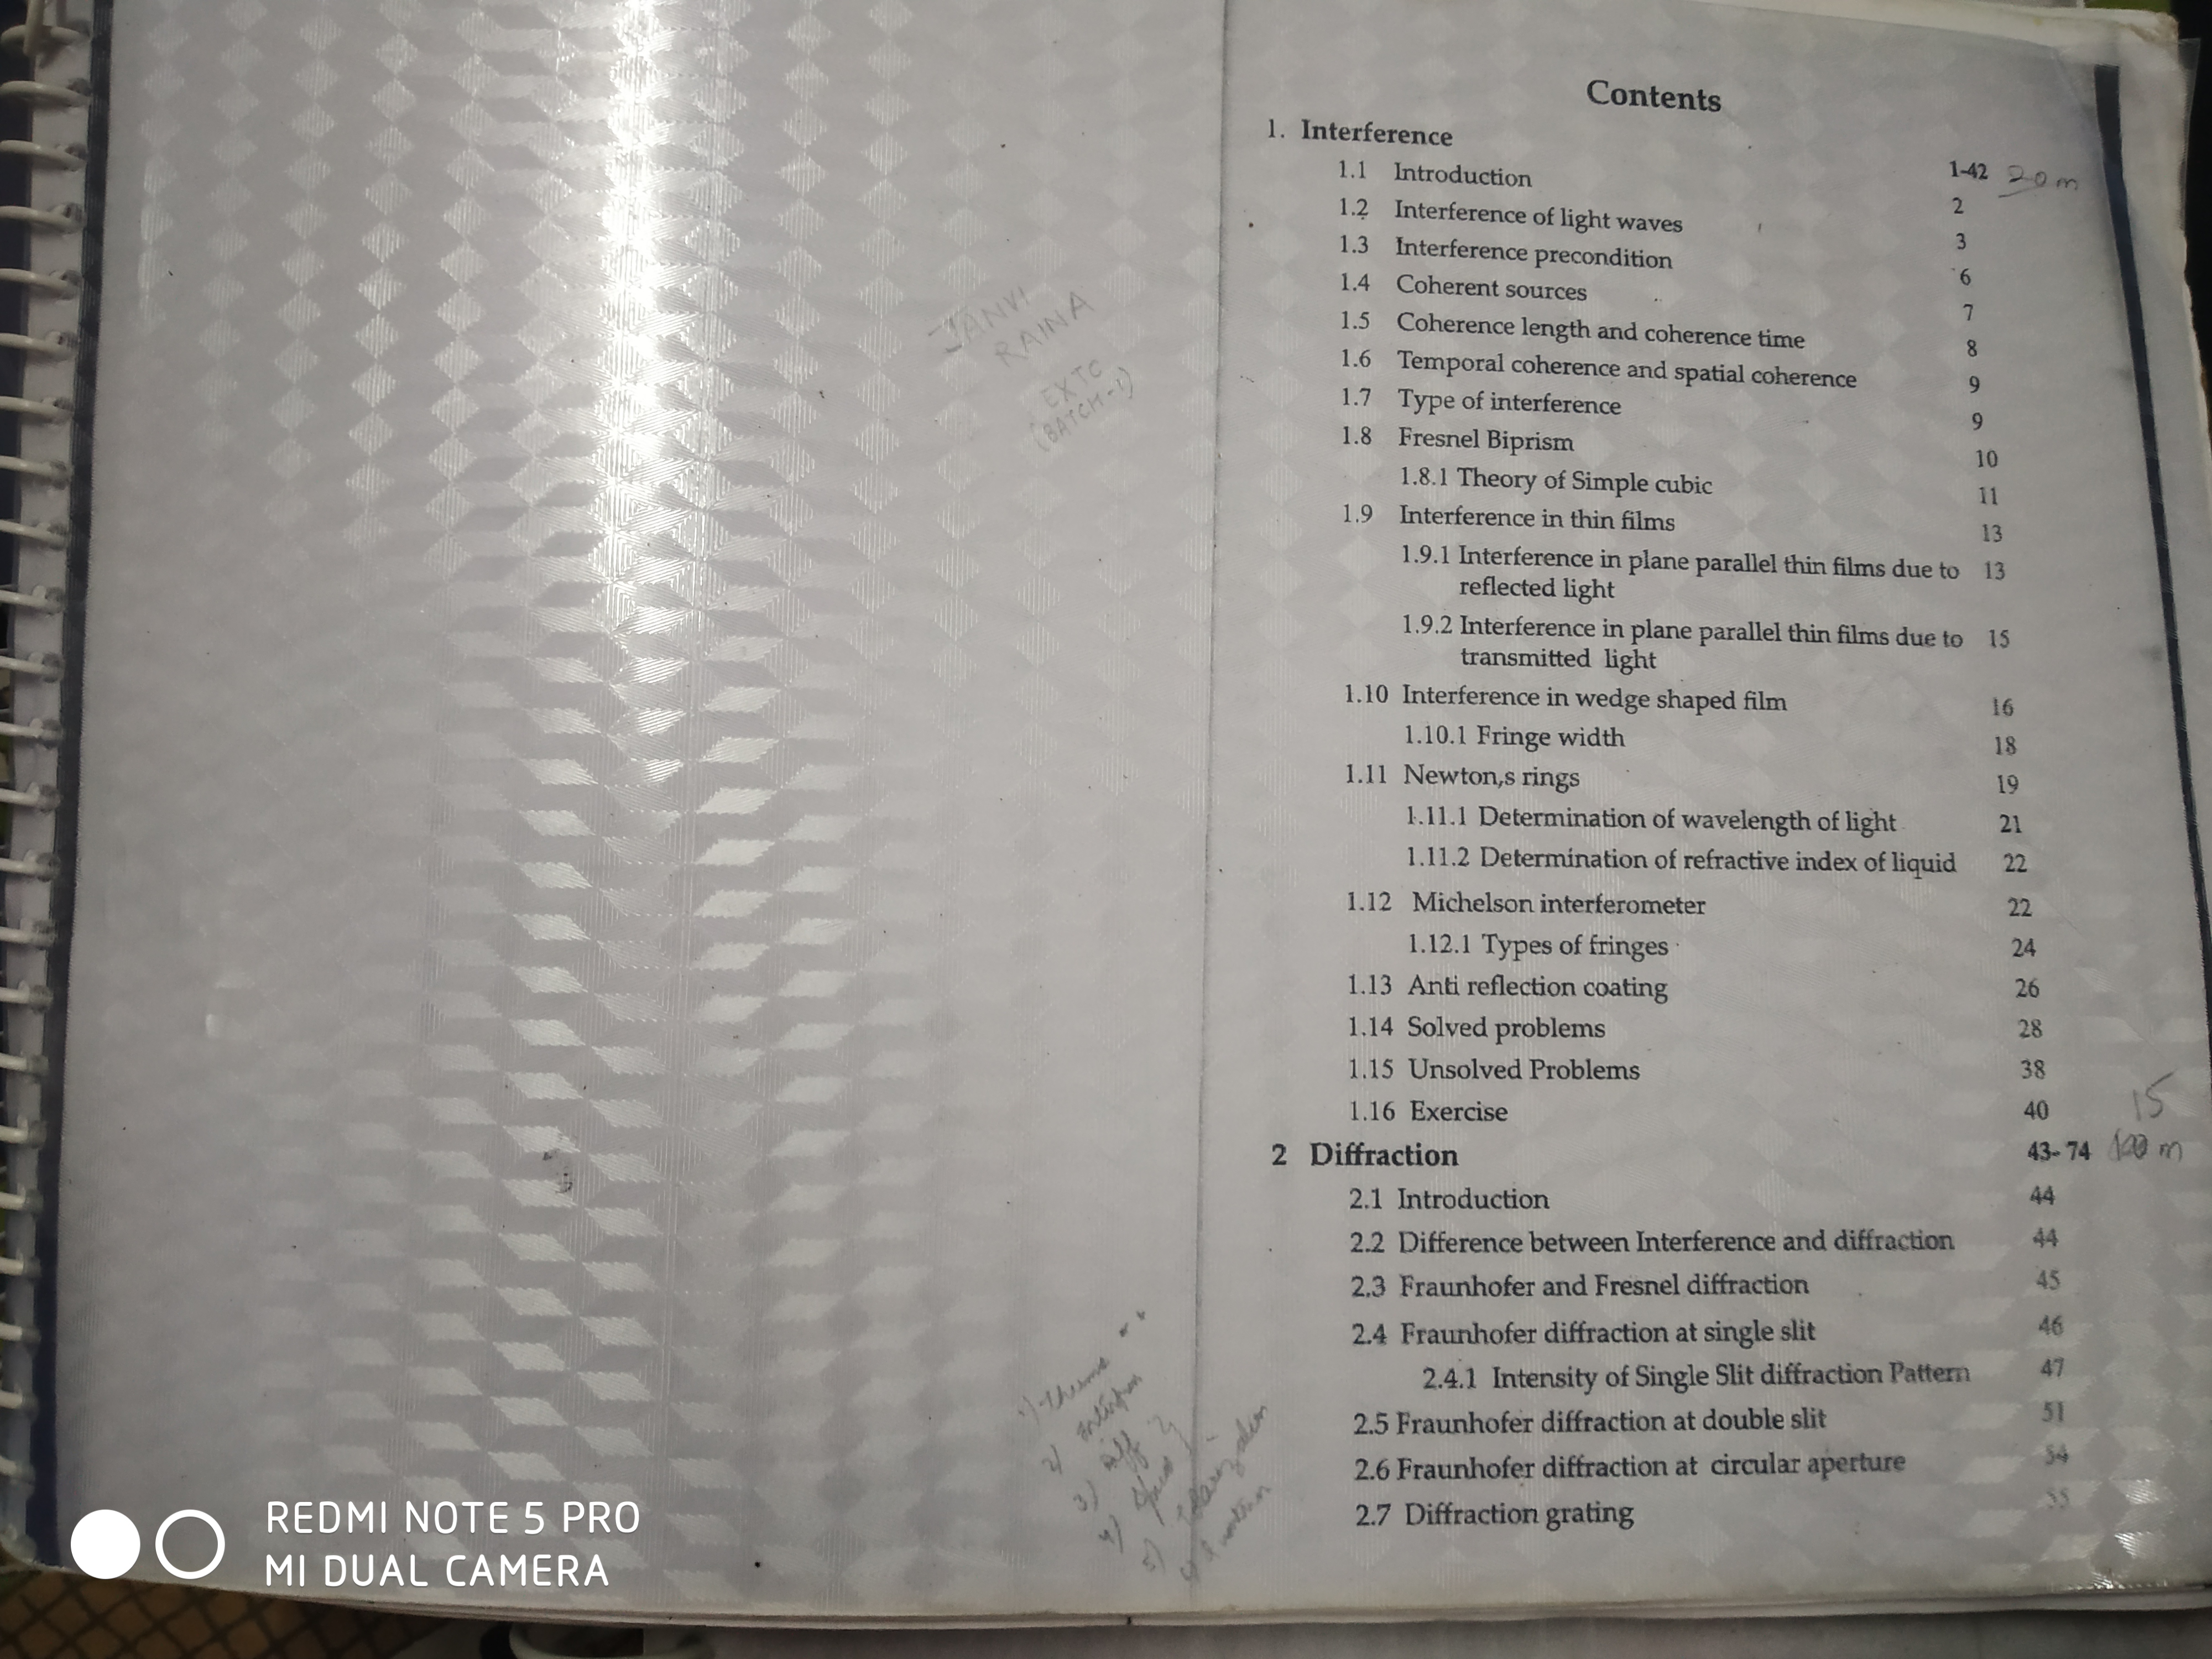 JANVI
RAINA
EXTC
(BATCH-1)
1) Thermo
2)
3) Diff
4)
5)
Contents
1. Interference
1.1 Introduction 1-42 20 m
1.2 Interference of light waves 2
1.3 Interference precondition 3
1.4 Coherent sources 6
1.5 Coherence length and coherence time 7
1.6 Temporal coherence and spatial coherence 8
1.7 Type of interference 9
1.8 Fresnel Biprism 9
1.8.1 Theory of Simple cubic 10
1.9 Interference in thin films 11
13
1.9.1 Interference in plane parallel thin films due to 13
reflected light
1.9.2 Interference in plane parallel thin films due to 15
transmitted light
1.10 Interference in wedge shaped film 16
1.10.1 Fringe width 18
1.11 Newton,s rings 19
1.11.1 Determination of wavelength of light 21
1.11.2 Determination of refractive index of liquid 22
1.12 Michelson interferometer 22
1.12.1 Types of fringes 24
1.13 Anti reflection coating 26
1.14 Solved problems 28
1.15 Unsolved Problems 38
1.16 Exercise 40
15
2 Diffraction 43-74 m
2.1 Introduction 44
2.2 Difference between Interference and diffraction 44
2.3 Fraunhofer and Fresnel diffraction 45
2.4 Fraunhofer diffraction at single slit 46
2.4.1 Intensity of Single Slit diffraction Pattern 47
2.5 Fraunhofer diffraction at double slit 51
2.6 Fraunhofer diffraction at circular aperture 54
2.7 Diffraction grating 55
REDMI NOTE 5 PRO
MI DUAL CAMERA